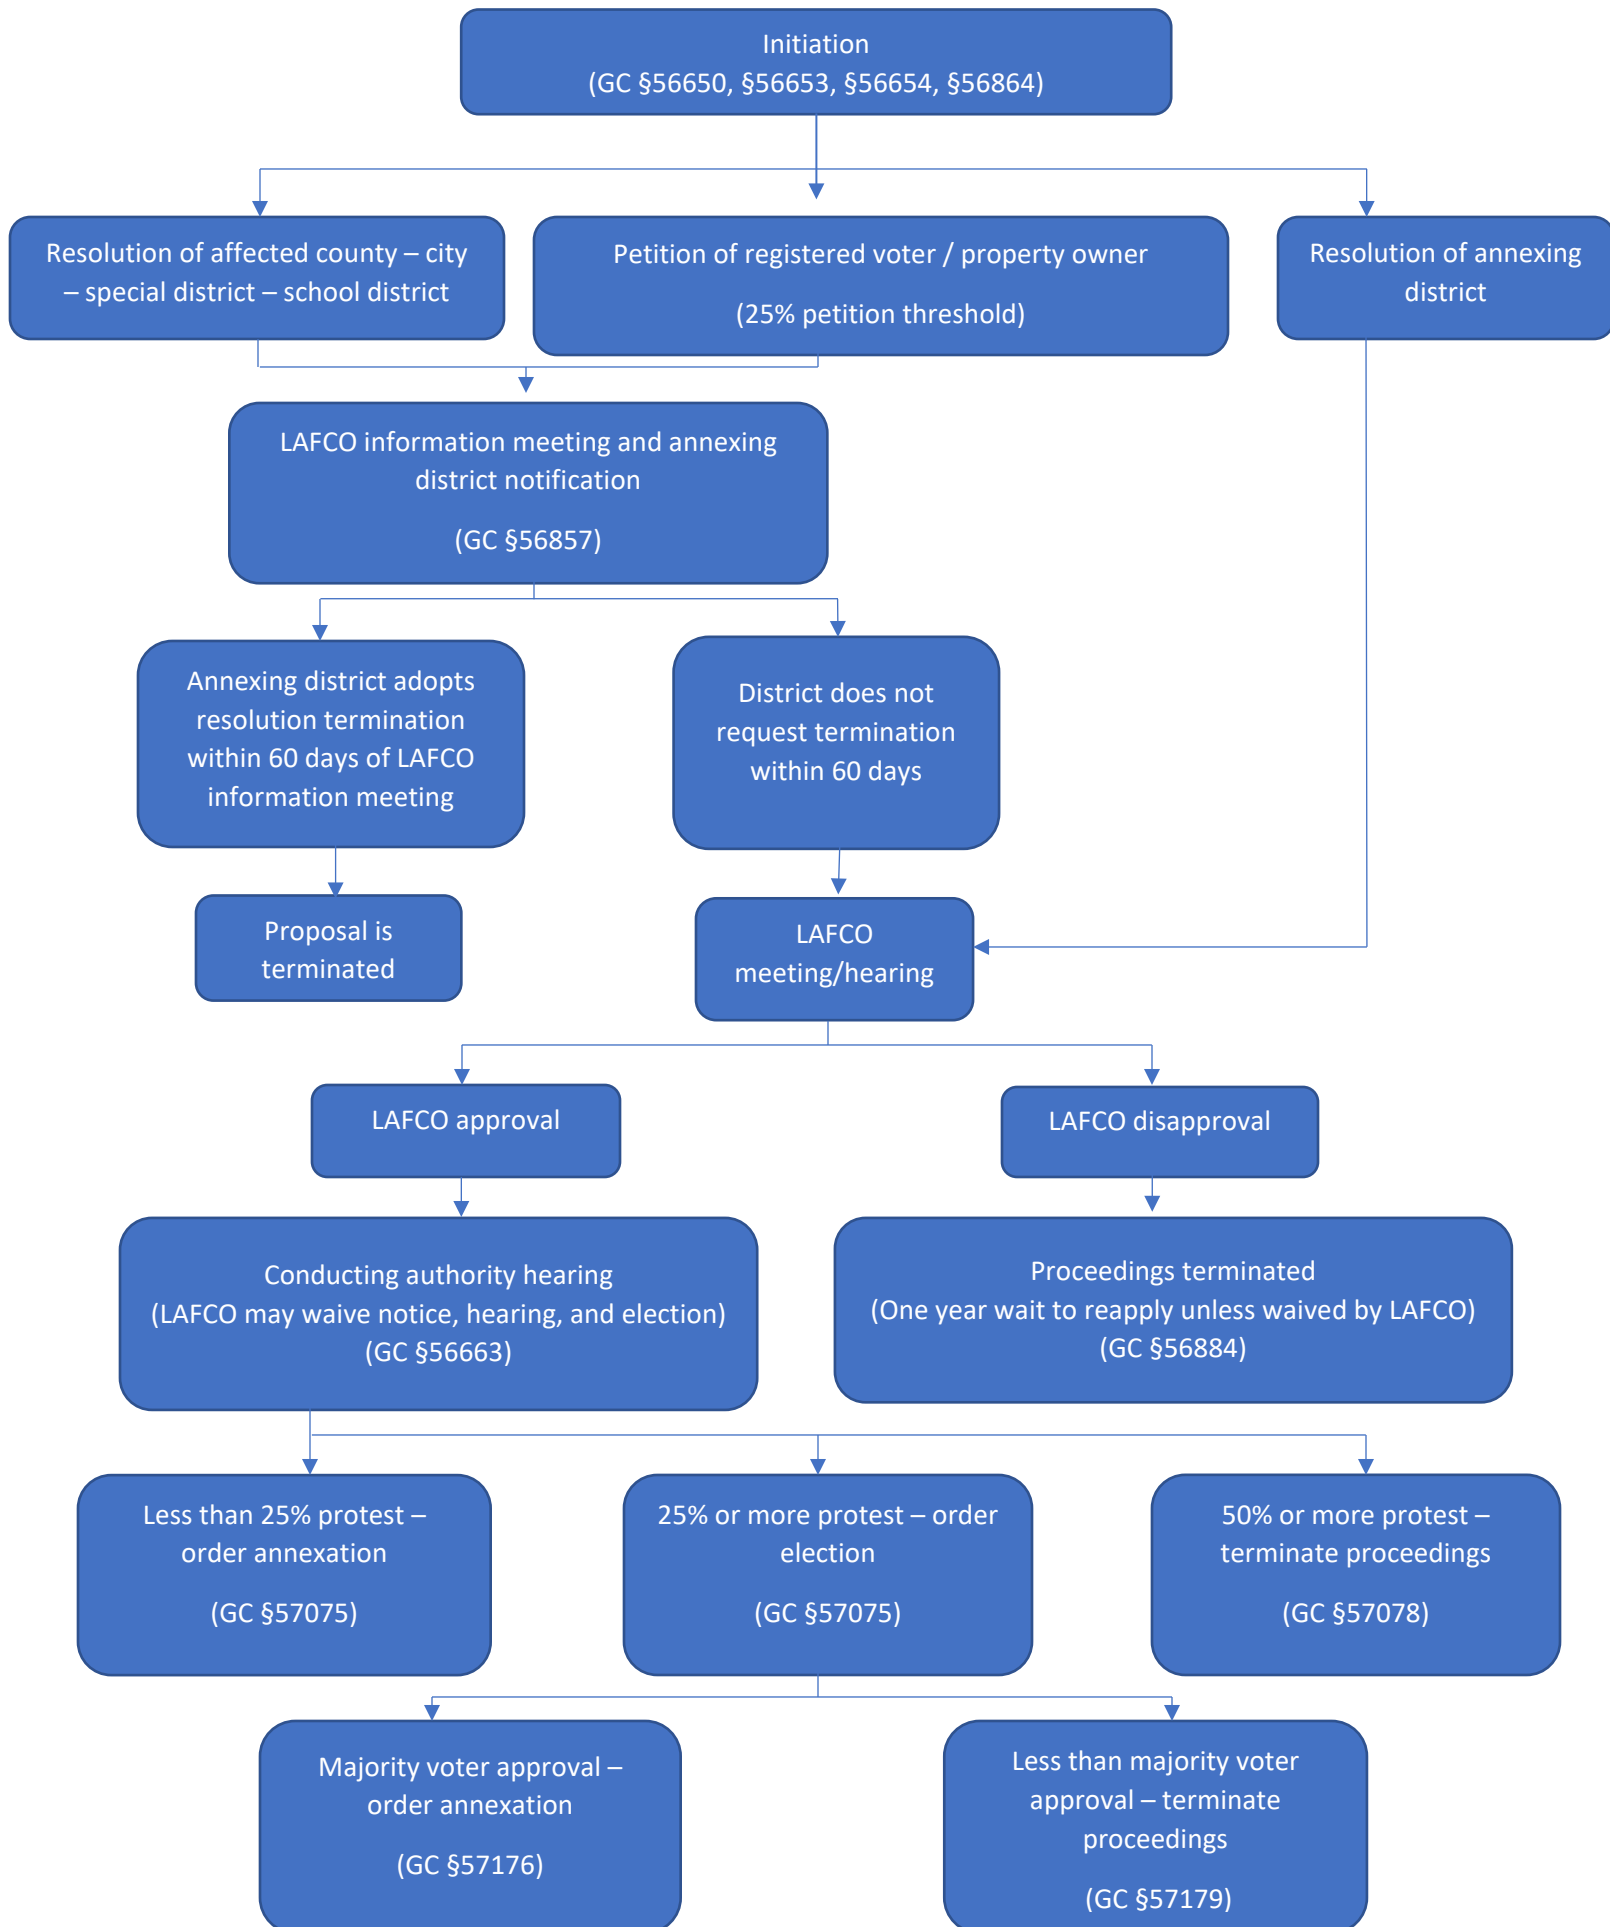 Initiation
(GC §56650, §56653, §56654, §56864)
Resolution of affected county – city
– special district – school district
Petition of registered voter / property owner
(25% petition threshold)
Resolution of annexing
district
LAFCO information meeting and annexing
district notification
(GC §56857)
Annexing district adopts
resolution termination
within 60 days of LAFCO
information meeting
District does not
request termination
within 60 days
Proposal is
terminated
LAFCO
meeting/hearing
LAFCO approval
LAFCO disapproval
Conducting authority hearing
(LAFCO may waive notice, hearing, and election)
(GC §56663)
Proceedings terminated
(One year wait to reapply unless waived by LAFCO)
(GC §56884)
Less than 25% protest –
order annexation
(GC §57075)
25% or more protest – order
election
(GC §57075)
50% or more protest –
terminate proceedings
(GC §57078)
Majority voter approval –
order annexation
(GC §57176)
Less than majority voter
approval – terminate
proceedings
(GC §57179)